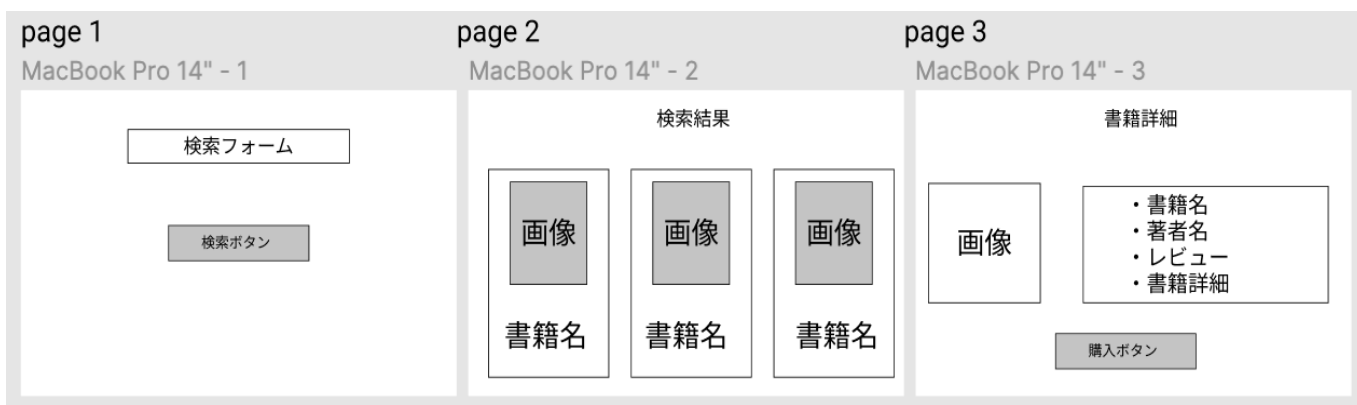 page 1
MacBook Pro 14" - 1
検索フォーム
検索ボタン
page 2
MacBook Pro 14" - 2
検索結果
画像
書籍名
画像
書籍名
画像
書籍名
page 3
MacBook Pro 14" - 3
書籍詳細
画像
・書籍名
・著者名
・レビュー
・書籍詳細
購入ボタン